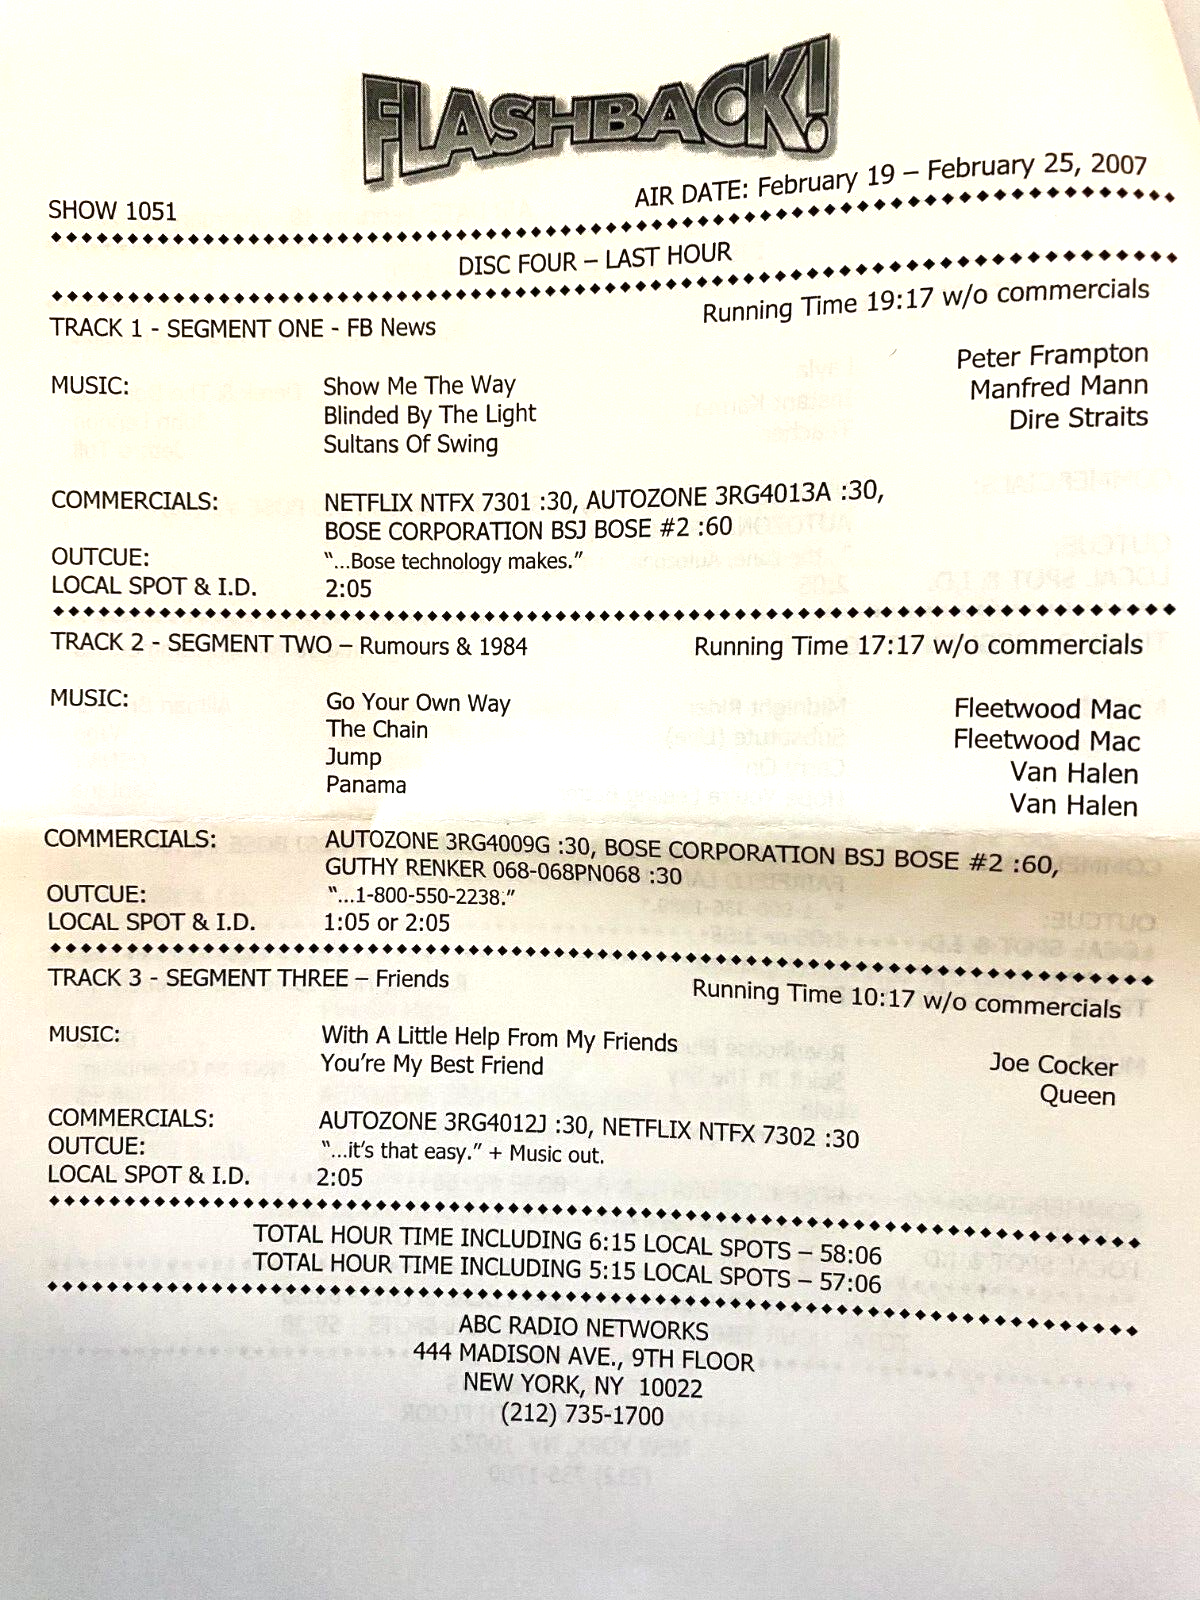 FLASHBACK!
SHOW 1051 AIR DATE: February 19 – February 25, 2007
DISC FOUR – LAST HOUR
TRACK 1 - SEGMENT ONE - FB News Running Time 19:17 w/o commercials
MUSIC: Show Me The Way Peter Frampton
Blinded By The Light Manfred Mann
Sultans Of Swing Dire Straits
COMMERCIALS: NETFLIX NTFX 7301 :30, AUTOZONE 3RG4013A :30,
BOSE CORPORATION BSJ BOSE #2 :60
OUTCUE: "...Bose technology makes."
LOCAL SPOT & I.D. 2:05
TRACK 2 - SEGMENT TWO – Rumours & 1984 Running Time 17:17 w/o commercials
MUSIC: Go Your Own Way Fleetwood Mac
The Chain Fleetwood Mac
Jump Van Halen
Panama Van Halen
COMMERCIALS: AUTOZONE 3RG4009G :30, BOSE CORPORATION BSJ BOSE #2 :60,
GUTHY RENKER 068-068PN068 :30
OUTCUE: "...1-800-550-2238."
LOCAL SPOT & I.D. 1:05 or 2:05
TRACK 3 - SEGMENT THREE – Friends Running Time 10:17 w/o commercials
MUSIC: With A Little Help From My Friends Joe Cocker
You're My Best Friend Queen
COMMERCIALS: AUTOZONE 3RG4012J :30, NETFLIX NTFX 7302 :30
OUTCUE: "...it's that easy." + Music out.
LOCAL SPOT & I.D. 2:05
TOTAL HOUR TIME INCLUDING 6:15 LOCAL SPOTS – 58:06
TOTAL HOUR TIME INCLUDING 5:15 LOCAL SPOTS – 57:06
ABC RADIO NETWORKS
444 MADISON AVE., 9TH FLOOR
NEW YORK, NY 10022
(212) 735-1700